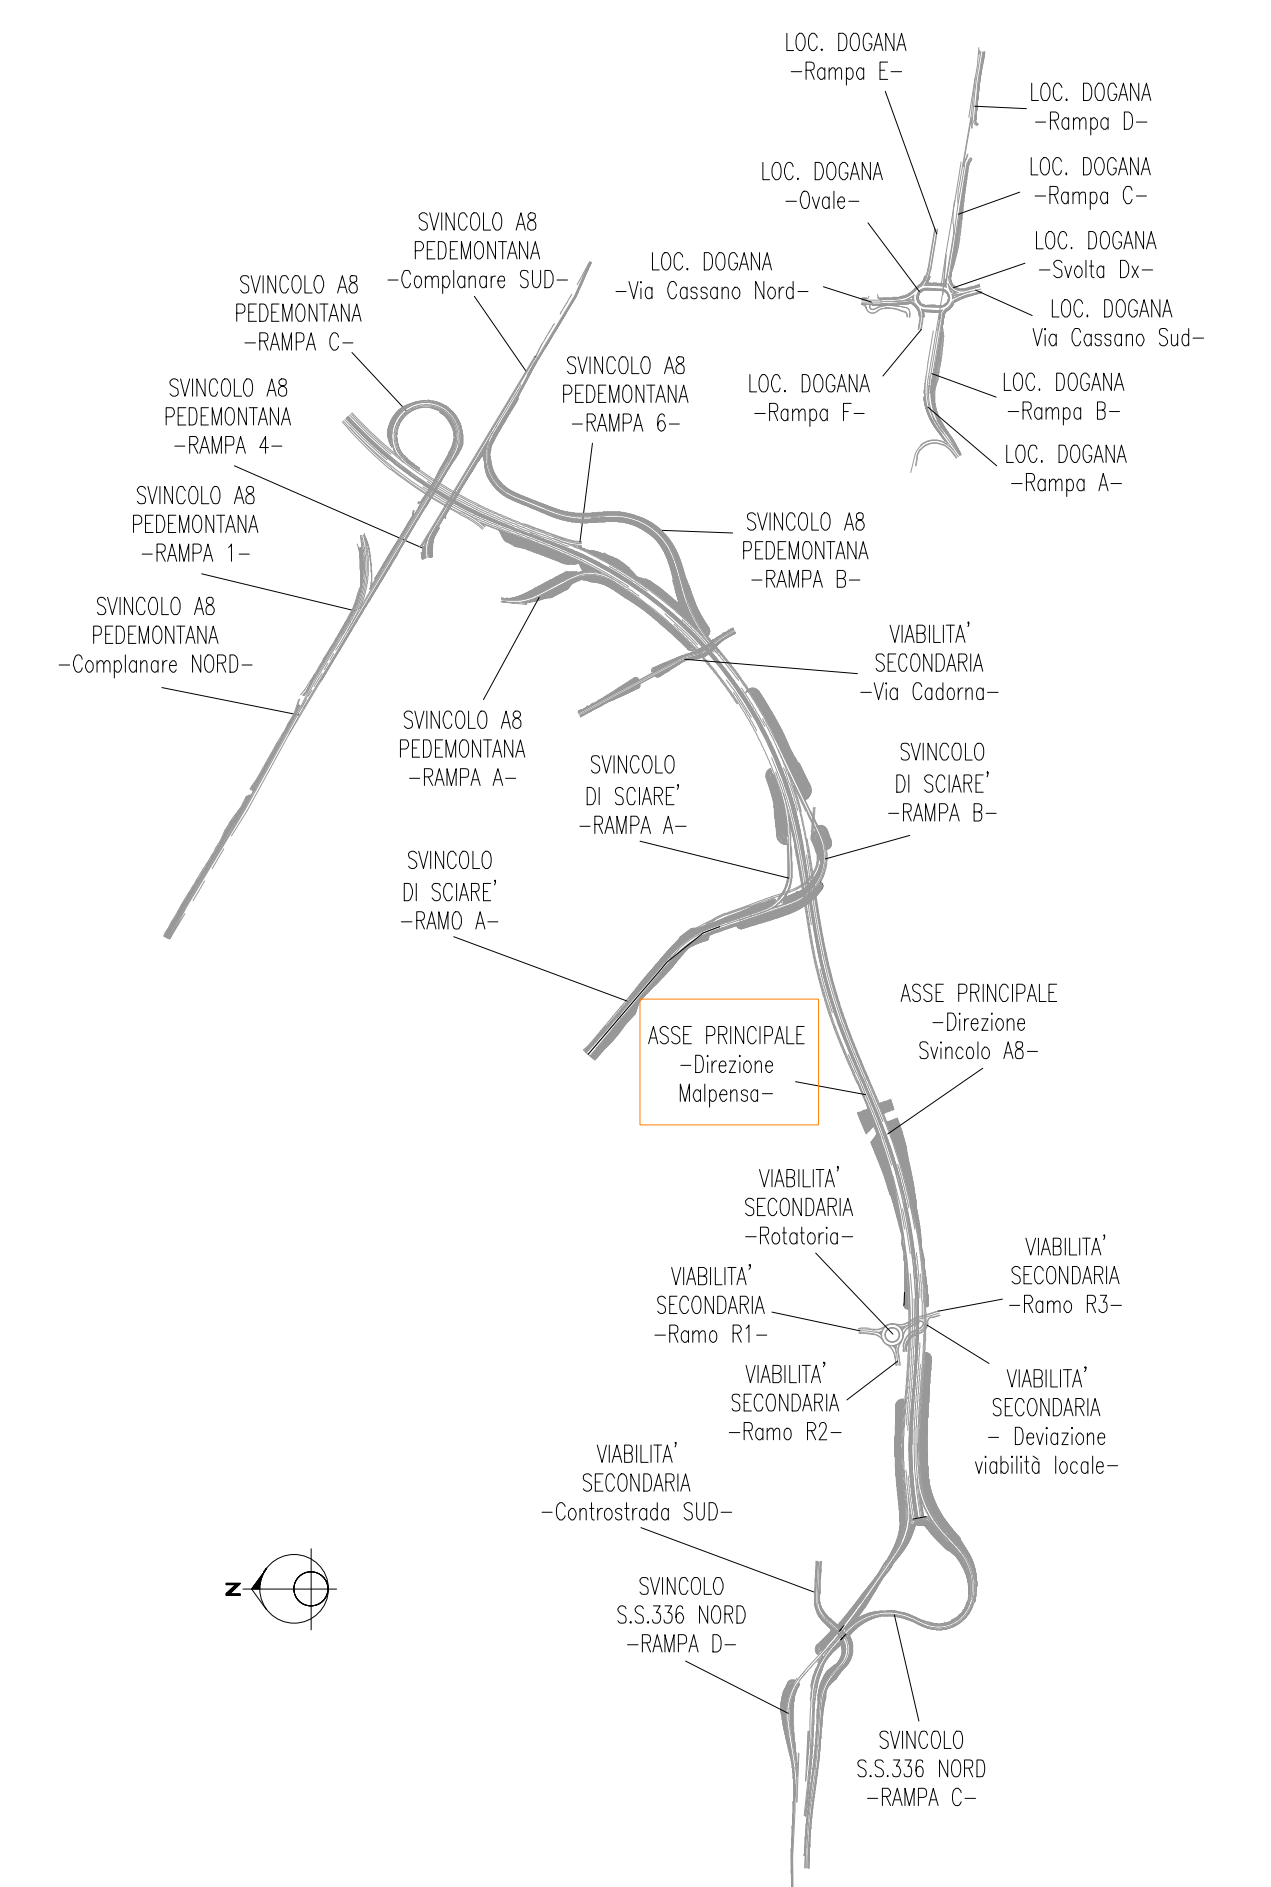 LOC. DOGANA
-Rampa E-
LOC. DOGANA
-Rampa D-
LOC. DOGANA
-Ovale-
LOC. DOGANA
-Rampa C-
SVINCOLO A8
PEDEMONTANA
-Complanare SUD-
LOC. DOGANA
-Svolta Dx-
LOC. DOGANA
-Via Cassano Nord-
SVINCOLO A8
PEDEMONTANA
-RAMPA C-
LOC. DOGANA
Via Cassano Sud-
SVINCOLO A8
PEDEMONTANA
-RAMPA 6-
SVINCOLO A8
PEDEMONTANA
-RAMPA 4-
LOC. DOGANA
-Rampa F-
LOC. DOGANA
-Rampa B-
LOC. DOGANA
-Rampa A-
SVINCOLO A8
PEDEMONTANA
-RAMPA 1-
SVINCOLO A8
PEDEMONTANA
-RAMPA B-
SVINCOLO A8
PEDEMONTANA
-Complanare NORD-
VIABILITA'
SECONDARIA
-Via Cadorna-
SVINCOLO A8
PEDEMONTANA
-RAMPA A-
SVINCOLO
DI SCIARE'
-RAMPA A-
SVINCOLO
DI SCIARE'
-RAMPA B-
SVINCOLO
DI SCIARE'
-RAMO A-
ASSE PRINCIPALE
-Direzione
Svincolo A8-
ASSE PRINCIPALE
-Direzione
Malpensa-
VIABILITA'
SECONDARIA
-Rotatoria-
VIABILITA'
SECONDARIA
-Ramo R3-
VIABILITA'
SECONDARIA
-Ramo R1-
VIABILITA'
SECONDARIA
-Ramo R2-
VIABILITA'
SECONDARIA
- Deviazione
viabilità locale-
VIABILITA'
SECONDARIA
-Controstrada SUD-
N
SVINCOLO
S.S.336 NORD
-RAMPA D-
SVINCOLO
S.S.336 NORD
-RAMPA C-